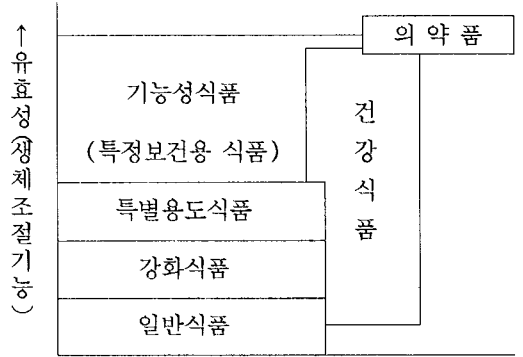 ↑유효성(생체조절기능)
의약품
기능성식품
(특정보건용 식품)
건강식품
특별용도식품
강화식품
일반식품